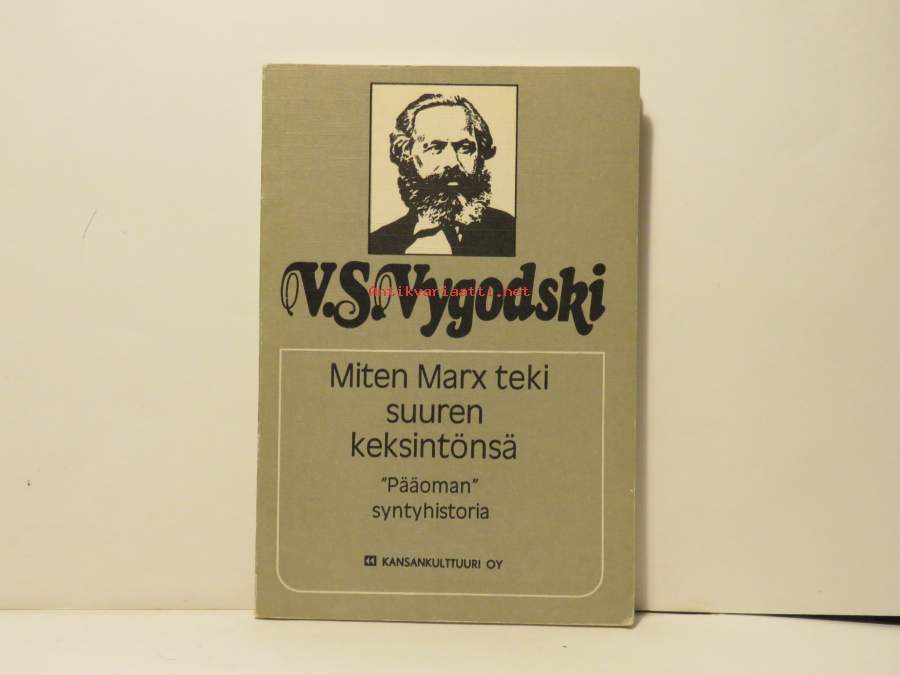 V.S.Vygodski
antikvariaatti.net
Miten Marx teki
suuren
keksintönsä
"Pääoman"
syntyhistoria
KANSANKULTTUURI OY